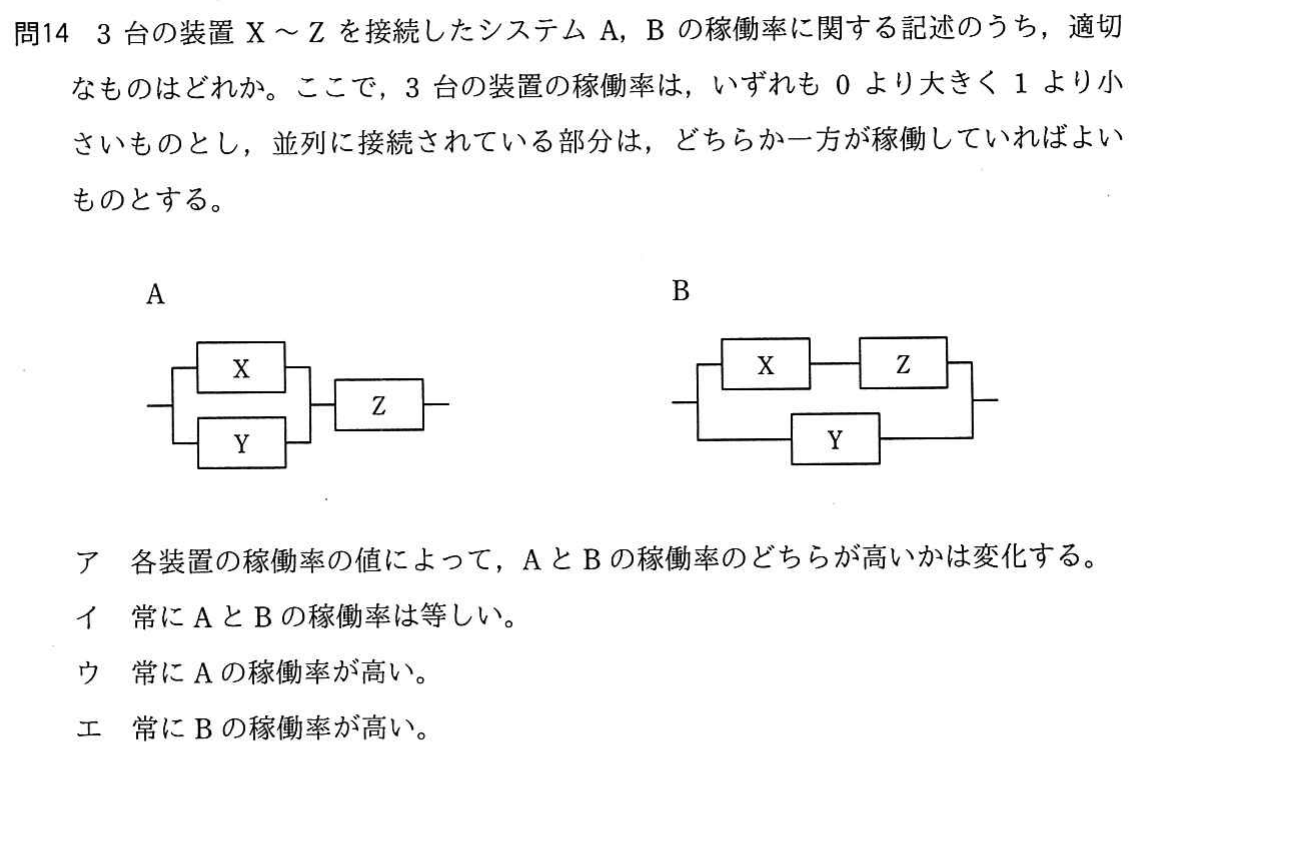 問14 3 台の装置 X ～ Z を接続したシステム A，B の稼働率に関する記述のうち，適切
なものはどれか。ここで，3 台の装置の稼働率は，いずれも 0 より大きく 1 より小
さいものとし，並列に接続されている部分は，どちらか一方が稼働していればよい
ものとする。
A
B
X
Y
Z
X
Z
Y
ア 各装置の稼働率の値によって，A と B の稼働率のどちらが高いかは変化する。
イ 常に A と B の稼働率は等しい。
ウ 常に A の稼働率が高い。
エ 常に B の稼働率が高い。